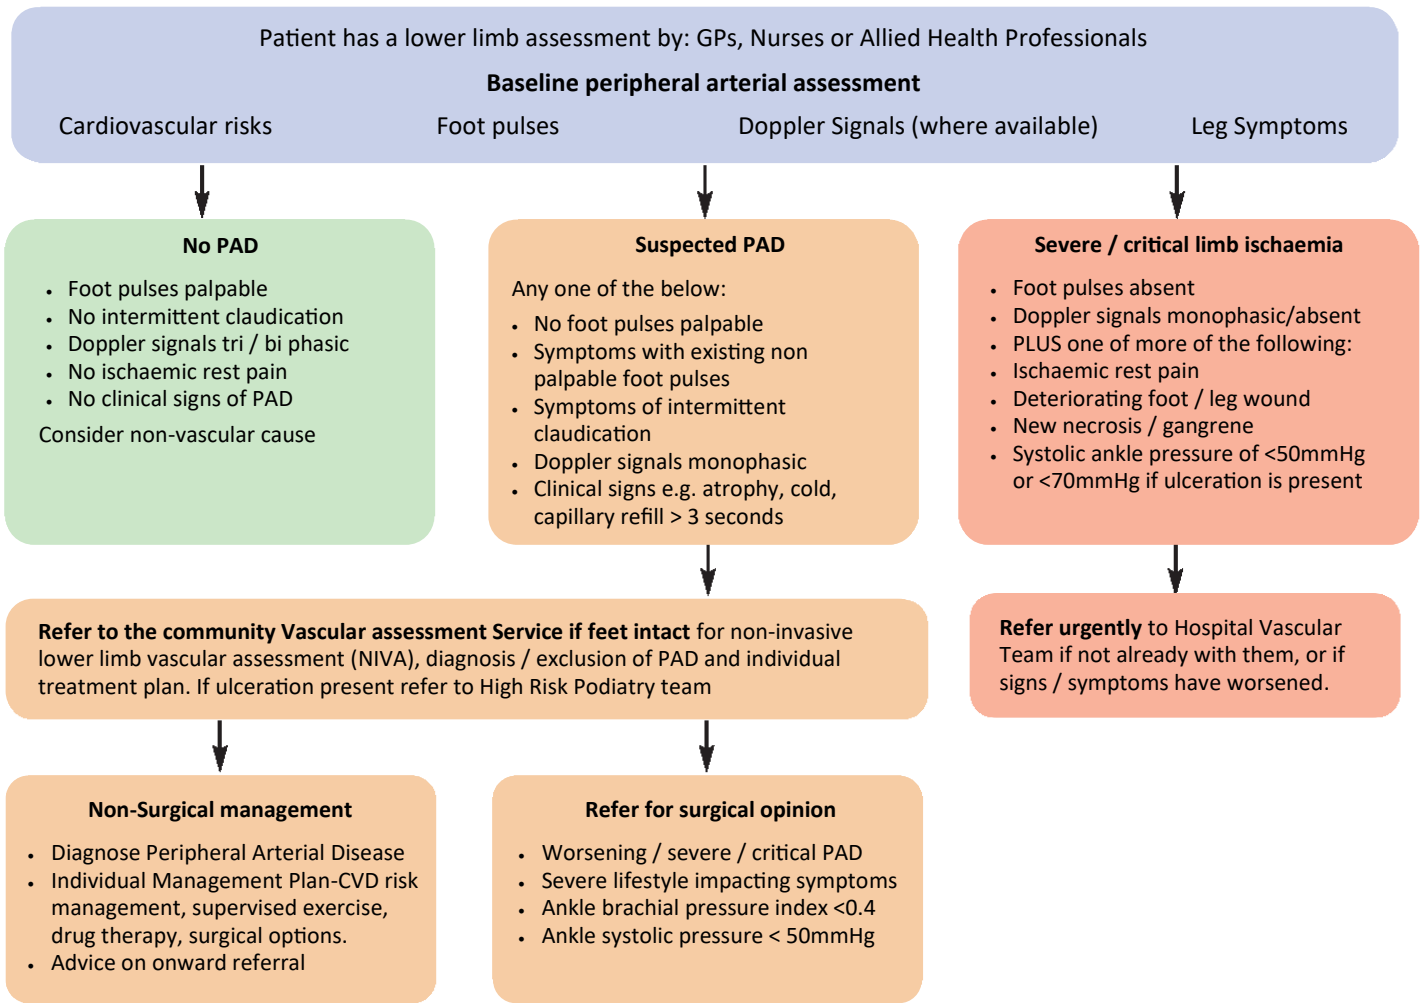 Patient has a lower limb assessment by: GPs, Nurses or Allied Health Professionals
Baseline peripheral arterial assessment
Cardiovascular risks
Foot pulses
Doppler Signals (where available)
Leg Symptoms
No PAD
• Foot pulses palpable
• No intermittent claudication
• Doppler signals tri / bi phasic
• No ischaemic rest pain
• No clinical signs of PAD
Consider non-vascular cause
Suspected PAD
Any one of the below:
• No foot pulses palpable
• Symptoms with existing non
palpable foot pulses
• Symptoms of intermittent
claudication
• Doppler signals monophasic
• Clinical signs e.g. atrophy, cold,
capillary refill > 3 seconds
Severe / critical limb ischaemia
• Foot pulses absent
• Doppler signals monophasic/absent
• PLUS one of more of the following:
• Ischaemic rest pain
• Deteriorating foot / leg wound
• New necrosis / gangrene
• Systolic ankle pressure of <50mmHg
or <70mmHg if ulceration is present
Refer to the community Vascular assessment Service if feet intact for non-invasive
lower limb vascular assessment (NIVA), diagnosis / exclusion of PAD and individual
treatment plan. If ulceration present refer to High Risk Podiatry team
Refer urgently to Hospital Vascular
Team if not already with them, or if
signs / symptoms have worsened.
Non-Surgical management
• Diagnose Peripheral Arterial Disease
• Individual Management Plan-CVD risk
management, supervised exercise,
drug therapy, surgical options.
• Advice on onward referral
Refer for surgical opinion
• Worsening / severe / critical PAD
• Severe lifestyle impacting symptoms
• Ankle brachial pressure index <0.4
• Ankle systolic pressure < 50mmHg